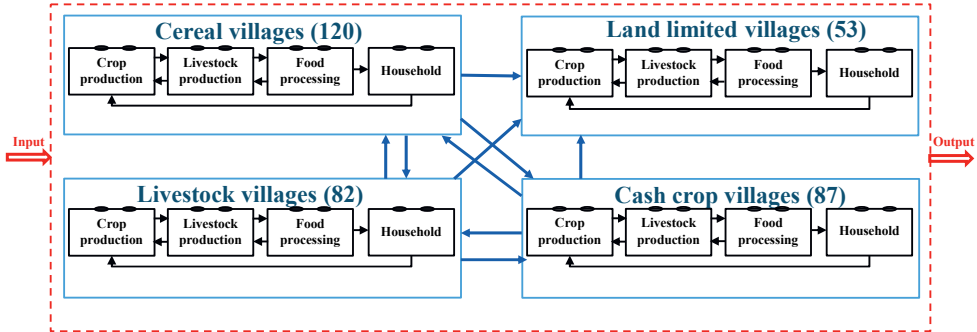 Cereal villages (120)
Crop
production
Livestock
production
Food
processing
Household
Land limited villages (53)
Crop
production
Livestock
production
Food
processing
Household
Input
Output
Livestock villages (82)
Crop
production
Livestock
production
Food
processing
Household
Cash crop villages (87)
Crop
production
Livestock
production
Food
processing
Household